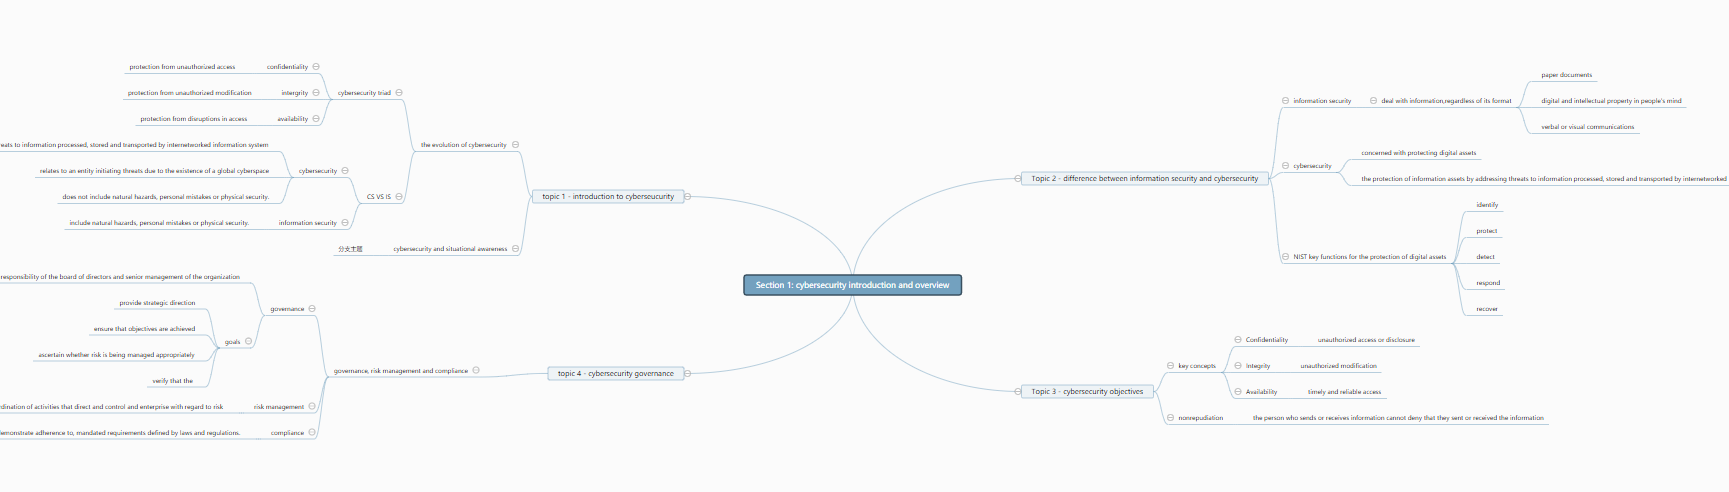 Section 1: cybersecurity introduction and overview
topic 1 - introduction to cyberseucurity
the evolution of cybersecurity
cybersecurity triad
confidentiality
protection from unauthorized access
intergrity
protection from unauthorized modification
availability
protection from disruptions in access
CS VS IS
cybersecurity
to information processed, stored and transported by internetworked information system
relates to an entity initiating threats due to the existence of a global cyberspace
does not include natural hazards, personal mistakes or physical security.
information security
include natural hazards, personal mistakes or physical security.
cybersecurity and situational awareness
分支主题
Topic 2 - difference between information security and cybersecurity
information security
deal with information,regardless of its format
paper documents
digital and intellectual property in people's mind
verbal or visual communications
cybersecurity
concerned with protecting digital assets
the protection of information assets by addressing threats to information processed, stored and transported by internetworked
NIST key functions for the protection of digital assets
identify
protect
detect
respond
recover
Topic 3 - cybersecurity objectives
key concepts
Confidentiality
unauthorized access or disclosure
Integrity
unauthorized modification
Availability
timely and reliable access
nonrepudiation
the person who sends or receives information cannot deny that they sent or received the information
topic 4 - cybersecurity governance
governance, risk management and compliance
governance
responsibility of the board of directors and senior management of the organization
goals
provide strategic direction
ensure that objectives are achieved
ascertain whether risk is being managed appropriately
verify that the
risk management
of activities that direct and control and enterprise with regard to risk
compliance
adherence to, mandated requirements defined by laws and regulations.